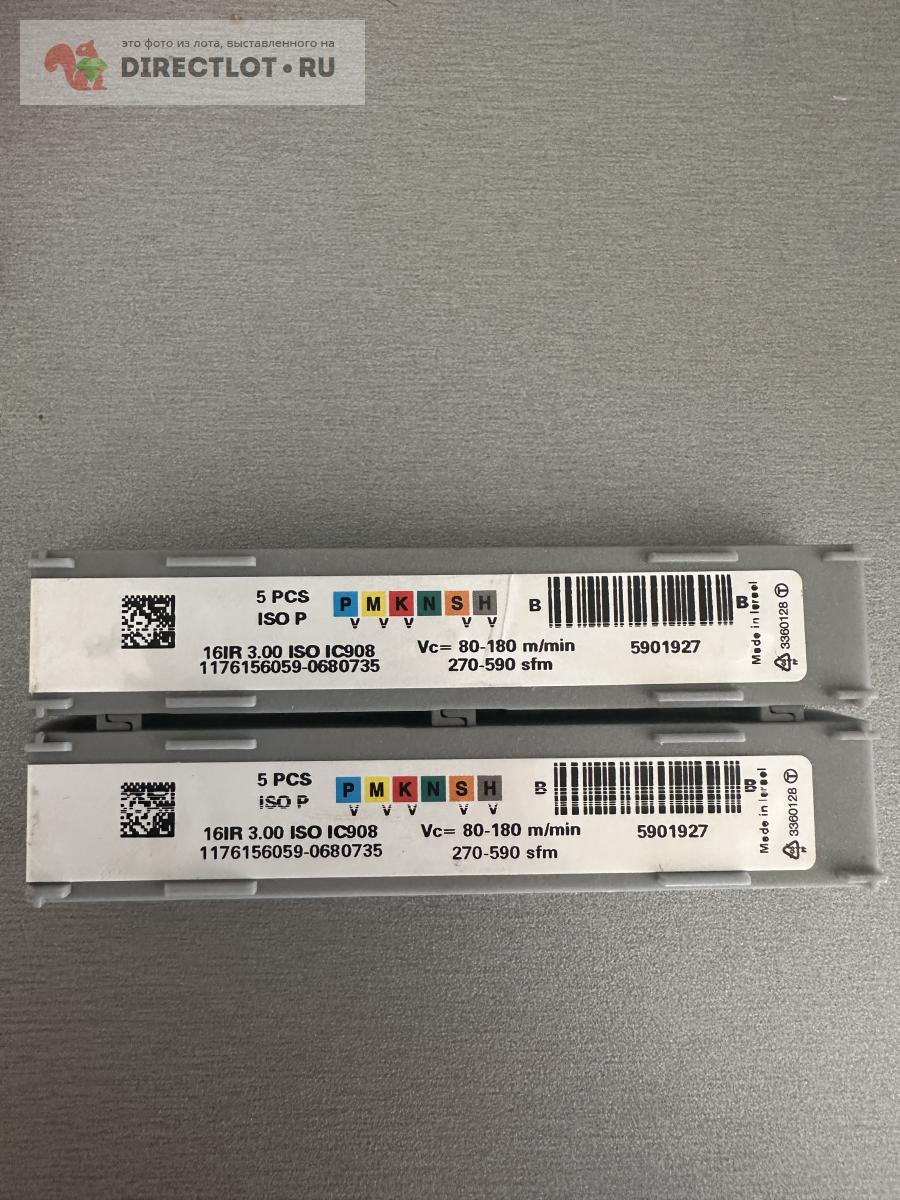 это фото из лота, выставленного на
DIRECTLOT•RU
5 PCS
ISO P
P M K N S H
V V V V V
16IR 3.00 ISO IC908
1176156059-0680735
Vc= 80-180 m/min
270-590 sfm
B
B
5901927
Made in Israel
3360128 T
5 PCS
ISO P
P M K N S H
V V V V V
16IR 3.00 ISO IC908
1176156059-0680735
Vc= 80-180 m/min
270-590 sfm
B
B
5901927
Made in Israel
3360128 T